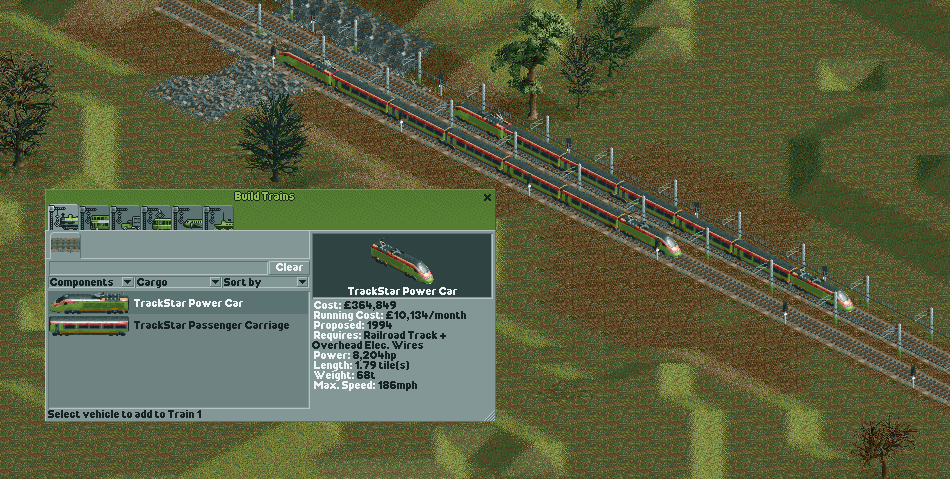 Build Trains
Clear
Components
Cargo
Sort by
TrackStar Power Car
TrackStar Passenger Carriage
TrackStar Power Car
Cost: £364,849
Running Cost: £10,134/month
Proposed: 1994
Requires: Railroad Track +
Overhead Elec. Wires
Power: 8,204hp
Length: 1.79 tile(s)
Weight: 68t
Max. Speed: 186mph
Select vehicle to add to Train 1